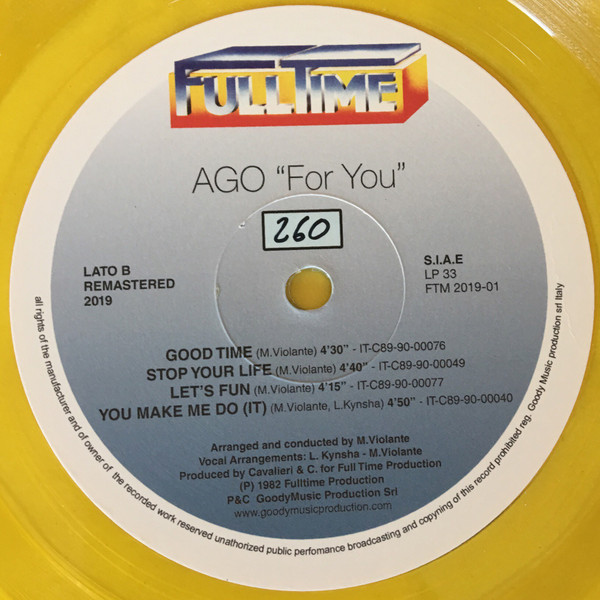 FULLTIME
AGO "For You"
260
LATO B
REMASTERED
2019
S.I.A.E
LP 33
FTM 2019-01
GOOD TIME (M.Violante) 4'30" - IT-C89-90-00076
STOP YOUR LIFE (M.Violante) 4'40" - IT-C89-90-00049
LET'S FUN (M.Violante) 4'15" - IT-C89-90-00077
YOU MAKE ME DO (IT) (M.Violante, L.Kynsha) 4'50" - IT-C89-90-00040
Arranged and conducted by M.Violante
Vocal Arrangements: L. Kynsha - M.Violante
Produced by Cavalieri & C. for Full Time Production
(P) 1982 Fulltime Production
P&C GoodyMusic Production Srl
www.goodymusicproduction.com
all rights of the manufacturer and of owner of the recorded work reserved unathorized public perfomance broadcasting and copyning of this record prohibited reg. Goody Music production srl Italy